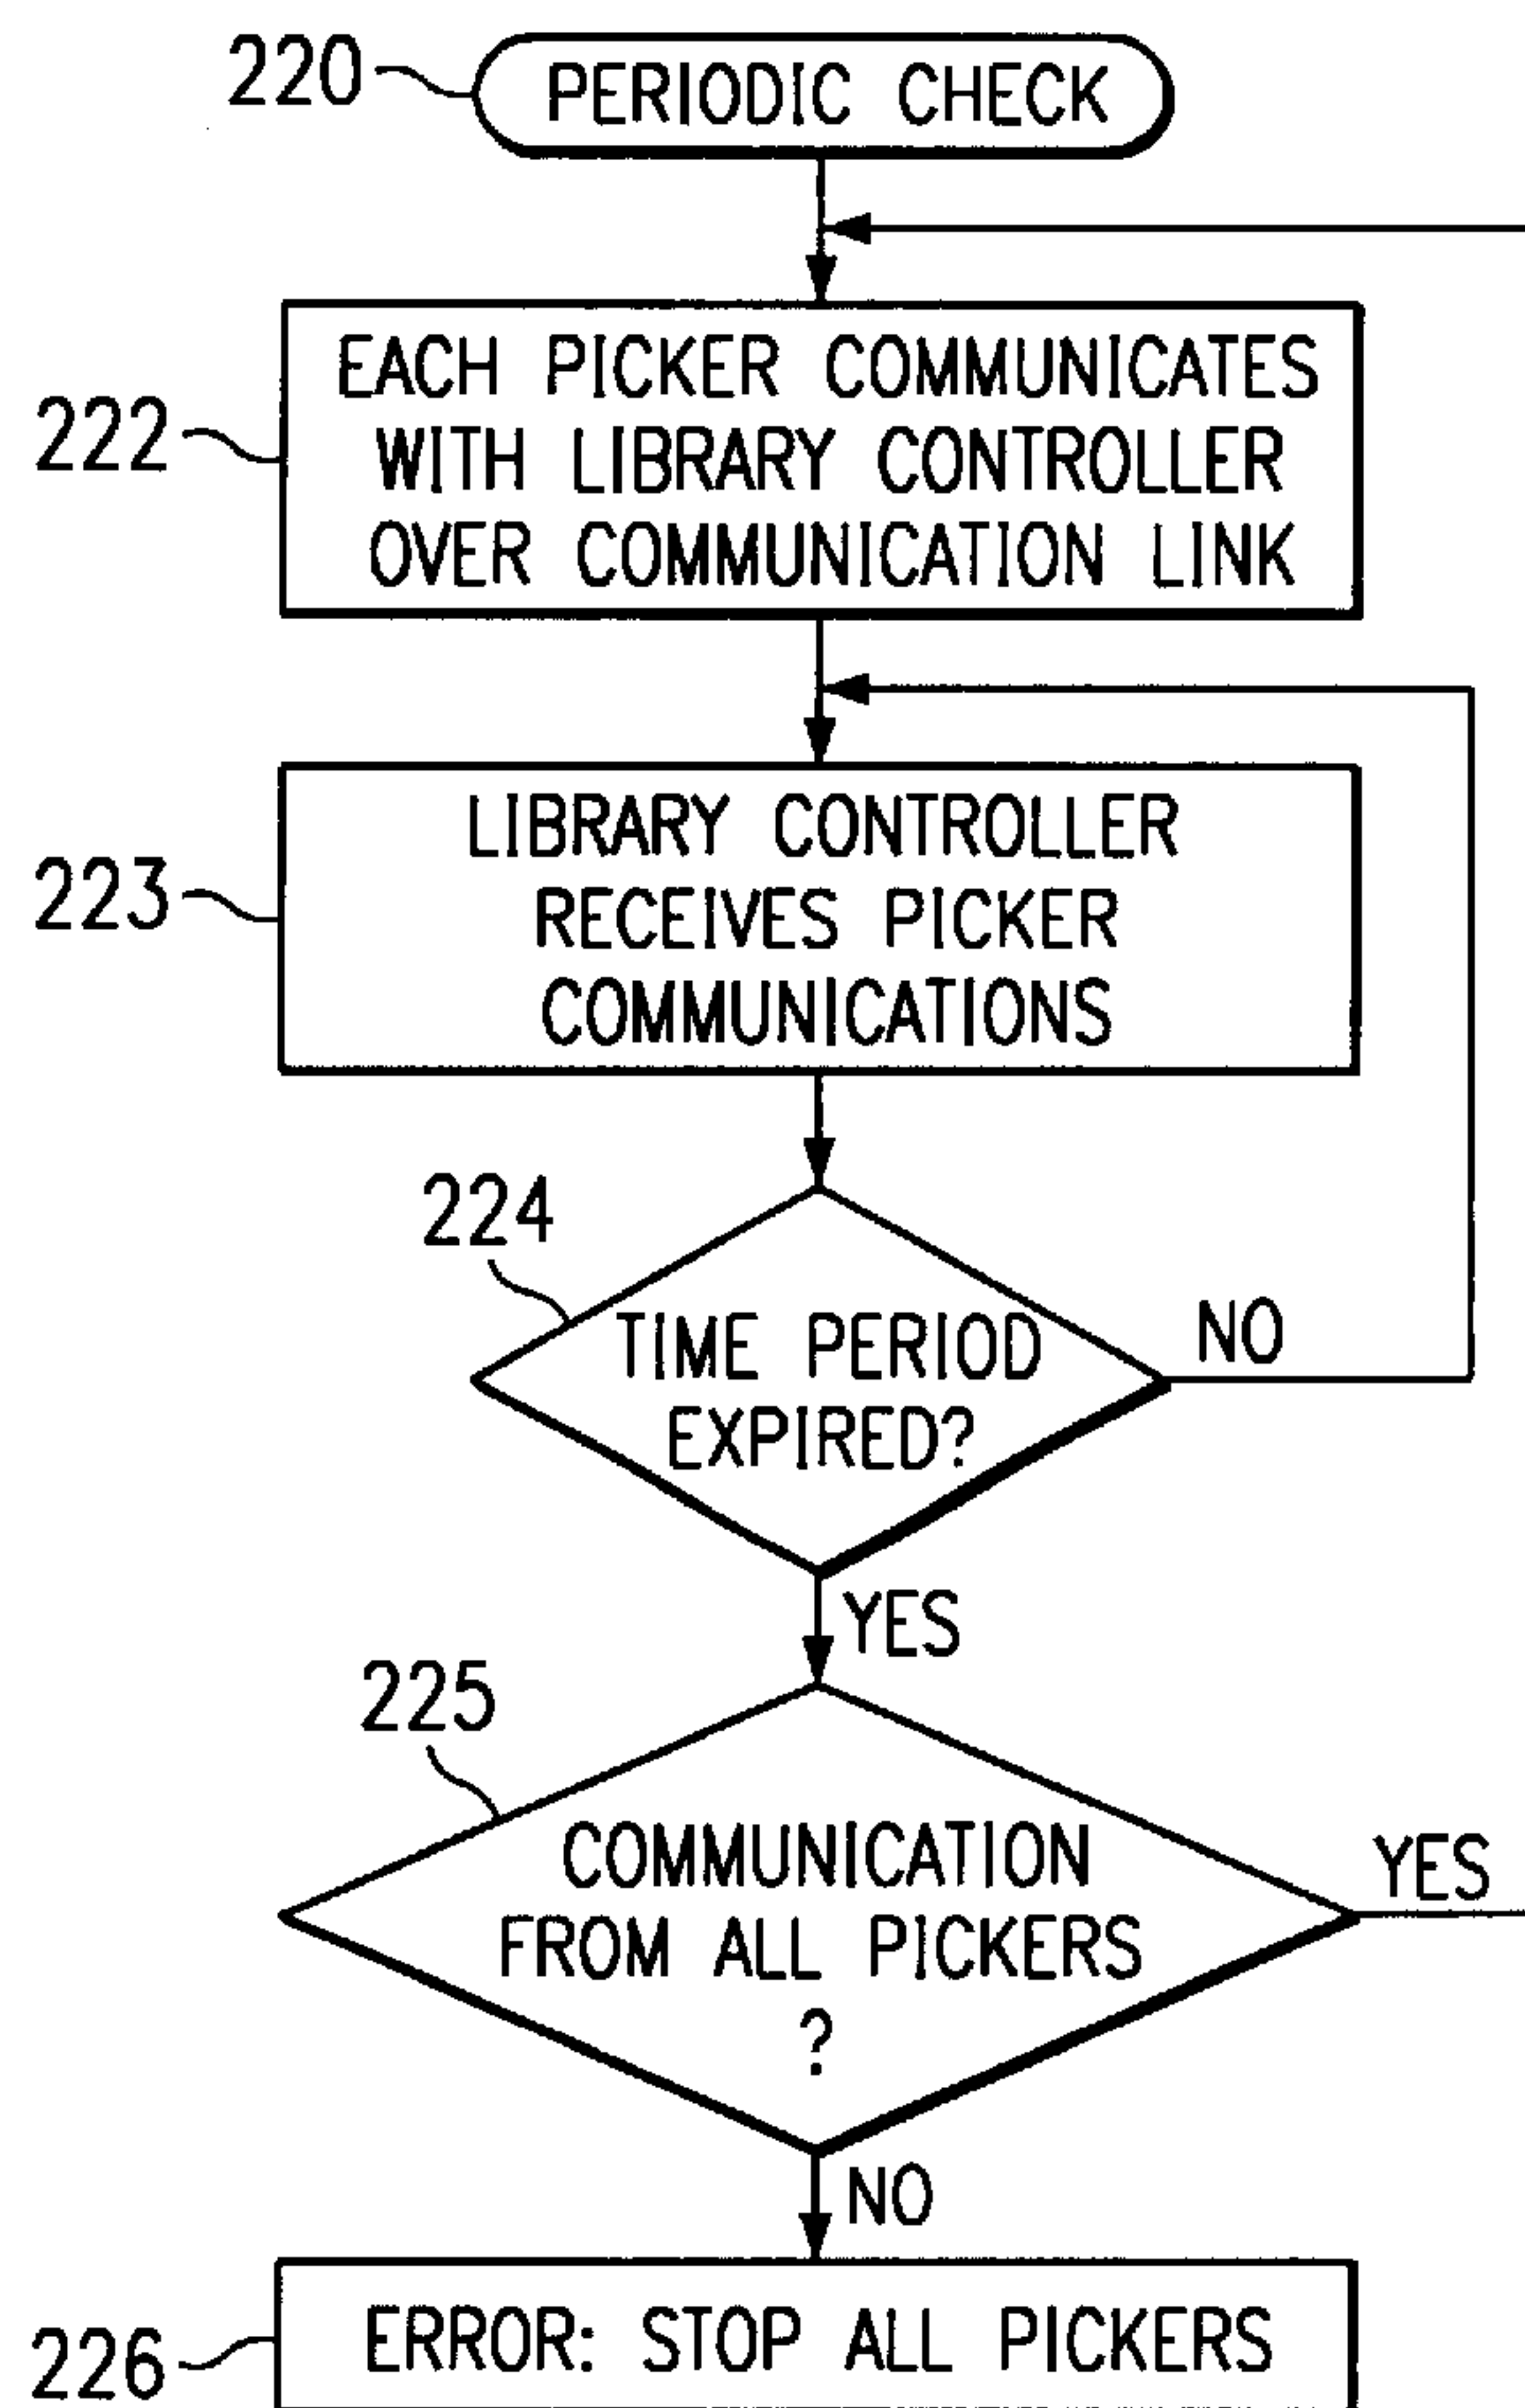 220
PERIODIC CHECK
222
EACH PICKER COMMUNICATES
WITH LIBRARY CONTROLLER
OVER COMMUNICATION LINK
223
LIBRARY CONTROLLER
RECEIVES PICKER
COMMUNICATIONS
224
TIME PERIOD
EXPIRED?
NO
YES
225
COMMUNICATION
FROM ALL PICKERS
?
YES
NO
226
ERROR: STOP ALL PICKERS